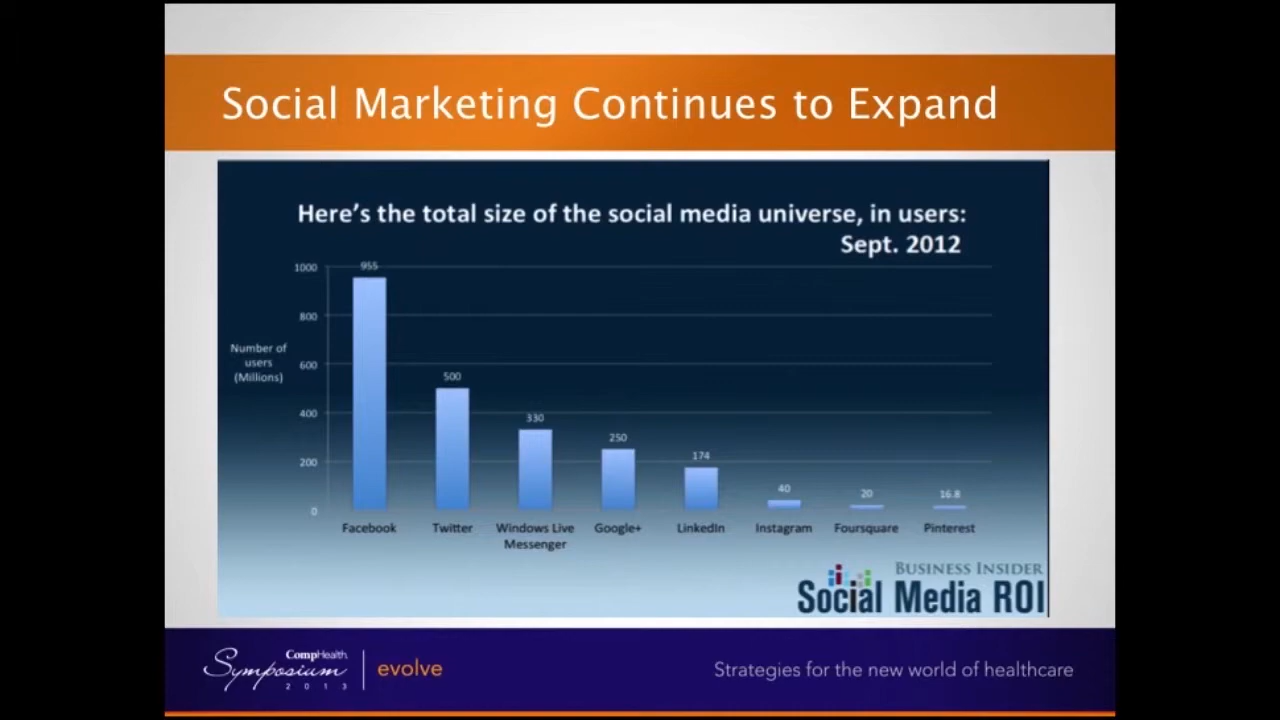 Social Marketing Continues to Expand
Here's the total size of the social media universe, in users:
Sept. 2012
Number of
users
(Millions)
1000
800
600
400
200
0
955
500
330
250
174
40
20
16.8
Facebook
Twitter
Windows Live
Messenger
Google+
LinkedIn
Instagram
Foursquare
Pinterest
BUSINESS INSIDER
Social Media ROI
CompHealth
Symposium
2013
evolve
Strategies for the new world of healthcare